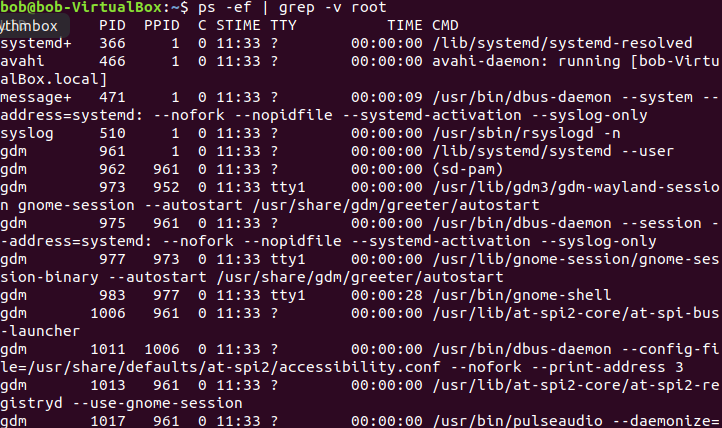 bob@bob-VirtualBox:~$ ps -ef | grep -v root
ythmbox PID PPID C STIME TTY TIME CMD
systemd+ 366 1 0 11:33 ? 00:00:00 /lib/systemd/systemd-resolved
avahi 466 1 0 11:33 ? 00:00:00 avahi-daemon: running [bob-Virtu
alBox.local]
message+ 471 1 0 11:33 ? 00:00:09 /usr/bin/dbus-daemon --system --
address=systemd: --nofork --nopidfile --systemd-activation --syslog-only
syslog 510 1 0 11:33 ? 00:00:00 /usr/sbin/rsyslogd -n
gdm 961 1 0 11:33 ? 00:00:00 /lib/systemd/systemd --user
gdm 962 961 0 11:33 ? 00:00:00 (sd-pam)
gdm 973 952 0 11:33 tty1 00:00:00 /usr/lib/gdm3/gdm-wayland-sessio
n gnome-session --autostart /usr/share/gdm/greeter/autostart
gdm 975 961 0 11:33 ? 00:00:00 /usr/bin/dbus-daemon --session -
-address=systemd: --nofork --nopidfile --systemd-activation --syslog-only
gdm 977 973 0 11:33 tty1 00:00:00 /usr/lib/gnome-session/gnome-ses
sion-binary --autostart /usr/share/gdm/greeter/autostart
gdm 983 977 0 11:33 tty1 00:00:28 /usr/bin/gnome-shell
gdm 1006 961 0 11:33 ? 00:00:00 /usr/lib/at-spi2-core/at-spi-bus
-launcher
gdm 1011 1006 0 11:33 ? 00:00:00 /usr/bin/dbus-daemon --config-fi
le=/usr/share/defaults/at-spi2/accessibility.conf --nofork --print-address 3
gdm 1013 961 0 11:33 ? 00:00:00 /usr/lib/at-spi2-core/at-spi2-re
gistryd --use-gnome-session
gdm 1017 961 0 11:33 ? 00:00:00 /usr/bin/pulseaudio --daemonize=